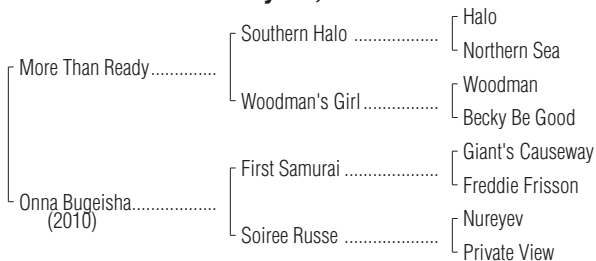 Halo
Southern Halo ..................
Northern Sea
More Than Ready..............
Woodman
Woodman's Girl ................
Becky Be Good
Giant's Causeway
First Samurai ....................
Freddie Frisson
Onna Bugeisha..................
(2010)
Nureyev
Soiree Russe ....................
Private View